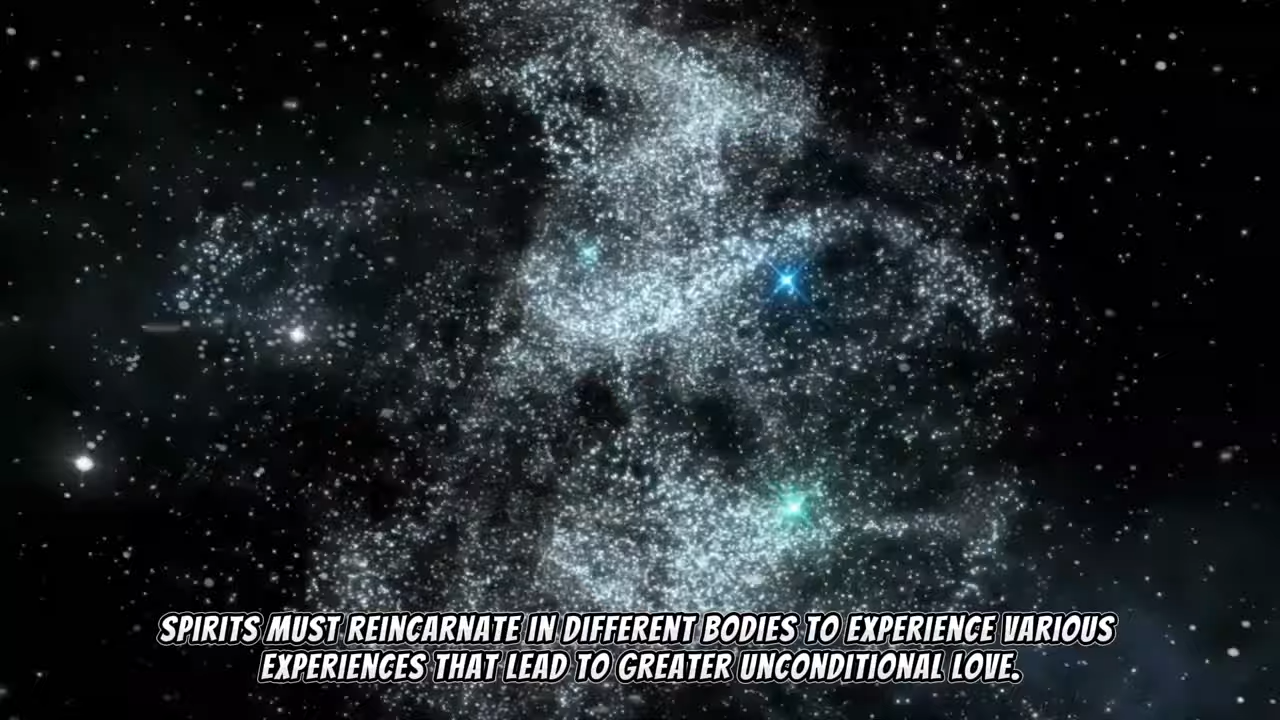 SPIRITS MUST REINCARNATE IN DIFFERENT BODIES TO EXPERIENCE VARIOUS
EXPERIENCES THAT LEAD TO GREATER UNCONDITIONAL LOVE.